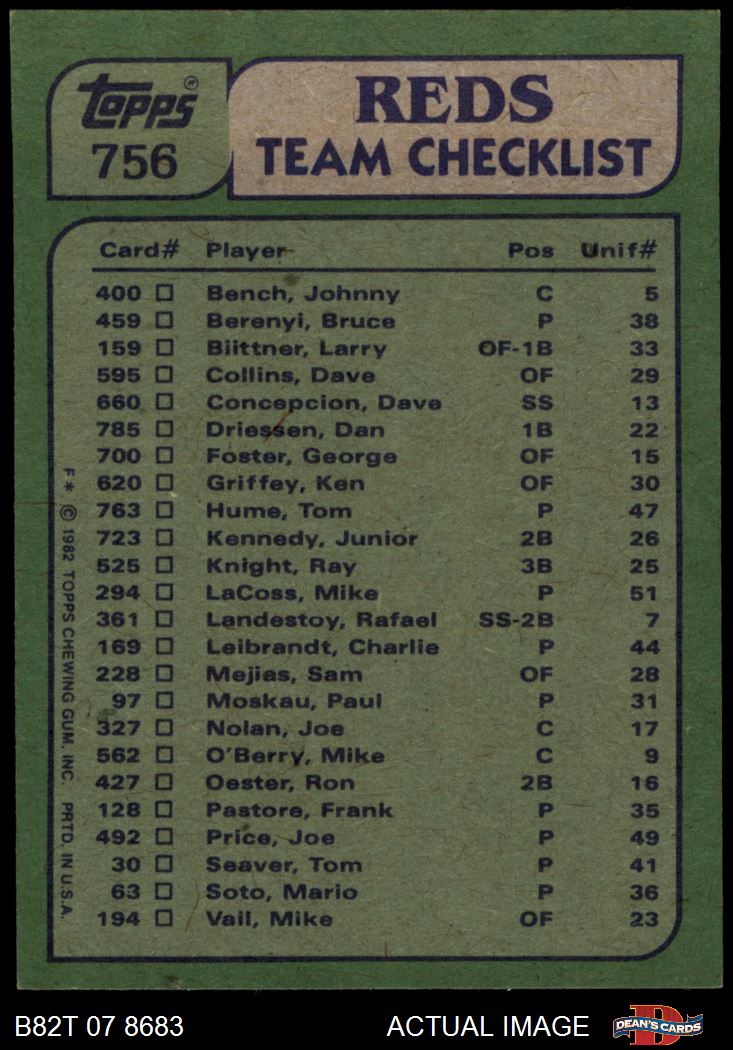 Topps®
756
REDS
TEAM CHECKLIST
Card# Player Pos Unif#
400 Bench, Johnny C 5
459 Berenyi, Bruce P 38
159 Biittner, Larry OF-1B 33
595 Collins, Dave OF 29
660 Concepcion, Dave SS 13
785 Driessen, Dan 1B 22
700 Foster, George OF 15
620 Griffey, Ken OF 30
763 Hume, Tom P 47
723 Kennedy, Junior 2B 26
525 Knight, Ray 3B 25
294 LaCoss, Mike P 51
361 Landestoy, Rafael SS-2B 7
169 Leibrandt, Charlie P 44
228 Mejias, Sam OF 28
97 Moskau, Paul P 31
327 Nolan, Joe C 17
562 O'Berry, Mike C 9
427 Oester, Ron 2B 16
128 Pastore, Frank P 35
492 Price, Joe P 49
30 Seaver, Tom P 41
63 Soto, Mario P 36
194 Vail, Mike OF 23
F* © 1982 TOPPS CHEWING GUM, INC. PRTD. IN U.S.A.
B82T 07 8683 ACTUAL IMAGE
D
DEAN'S CARDS